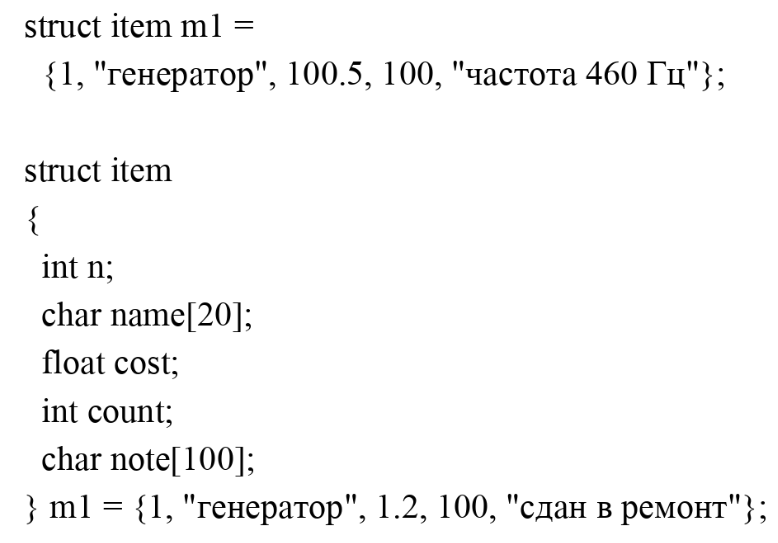 struct item m1 =
{1, "генератор", 100.5, 100, "частота 460 Гц"};
struct item
{
int n;
char name[20];
float cost;
int count;
char note[100];
} m1 = {1, "генератор", 1.2, 100, "сдан в ремонт"};